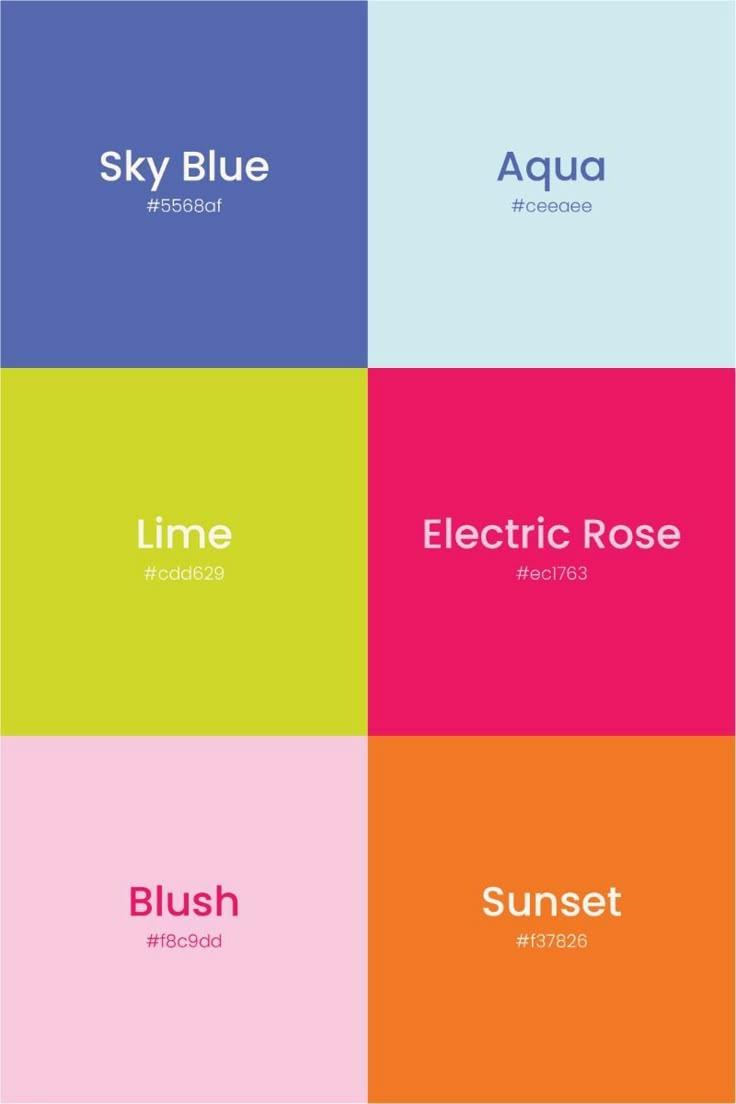 Sky Blue
#5568af
Aqua
#ceeaee
Lime
#cdd629
Electric Rose
#ec1763
Blush
#f8c9dd
Sunset
#f37826